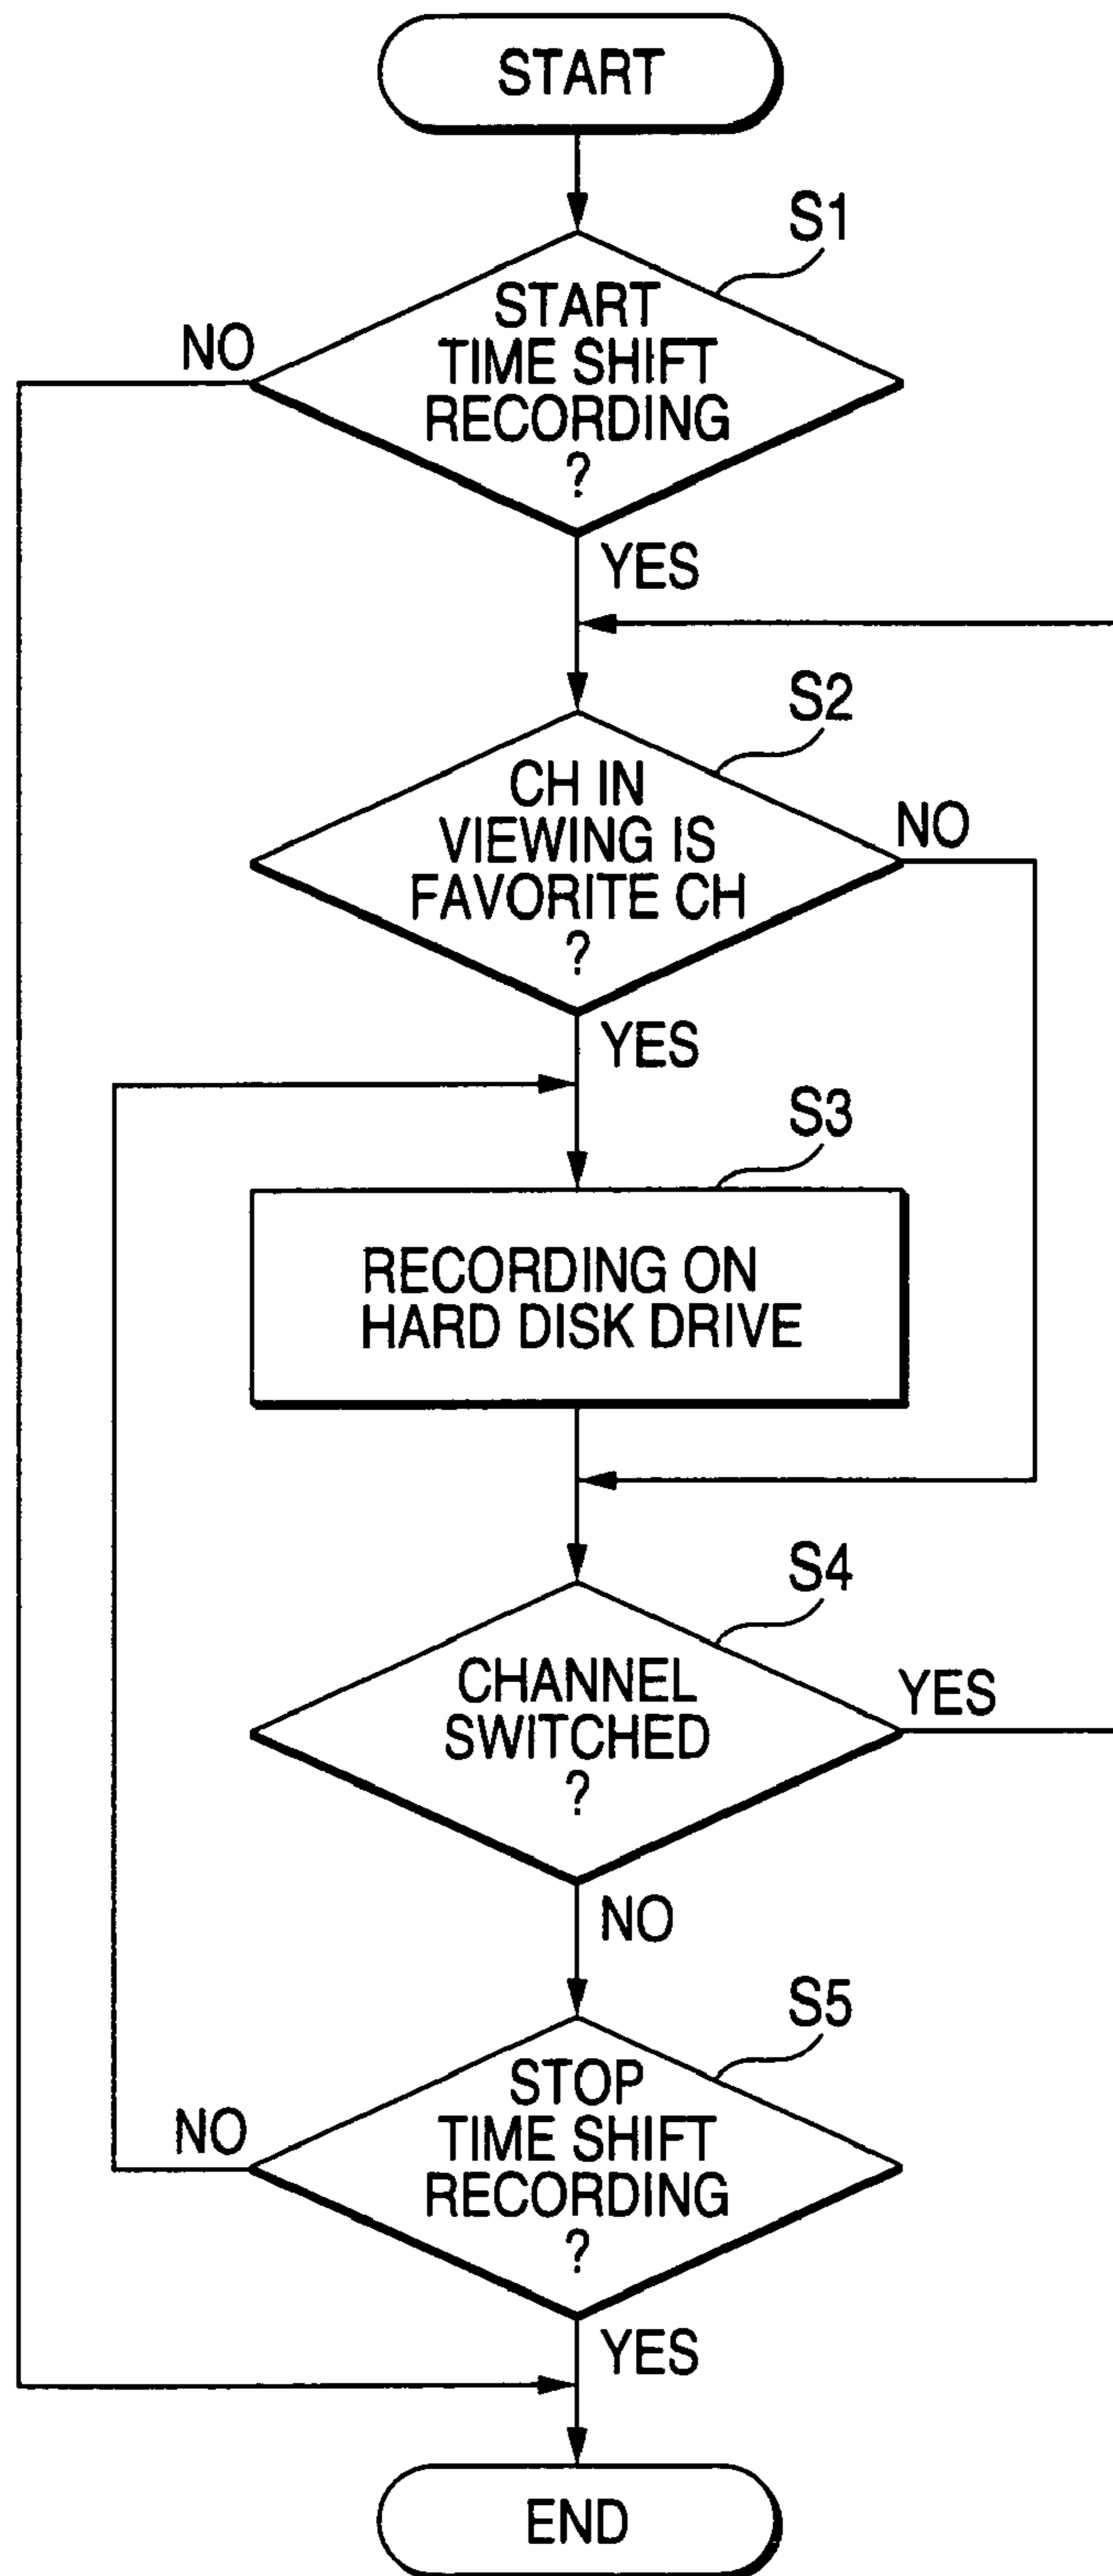 START
S1
START
TIME SHIFT
RECORDING
?
NO
YES
S2
CH IN
VIEWING IS
FAVORITE CH
?
NO
YES
S3
RECORDING ON
HARD DISK DRIVE
S4
CHANNEL
SWITCHED
?
YES
NO
S5
STOP
TIME SHIFT
RECORDING
?
NO
YES
END